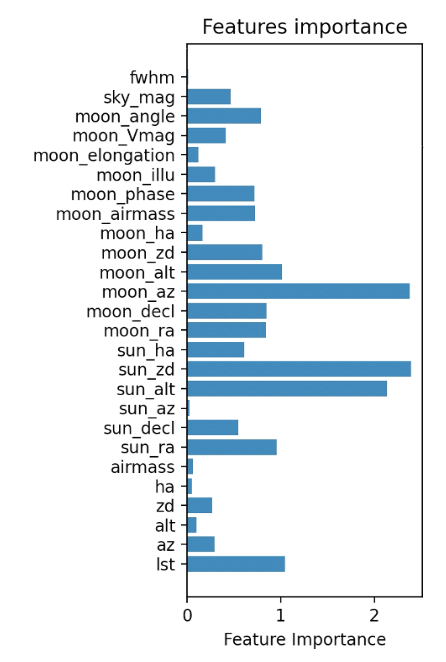 Features importance
fwhm
sky_mag
moon_angle
moon_Vmag
moon_elongation
moon_illu
moon_phase
moon_airmass
moon_ha
moon_zd
moon_alt
moon_az
moon_decl
moon_ra
sun_ha
sun_zd
sun_alt
sun_az
sun_decl
sun_ra
airmass
ha
zd
alt
az
lst
0 1 2
Feature Importance